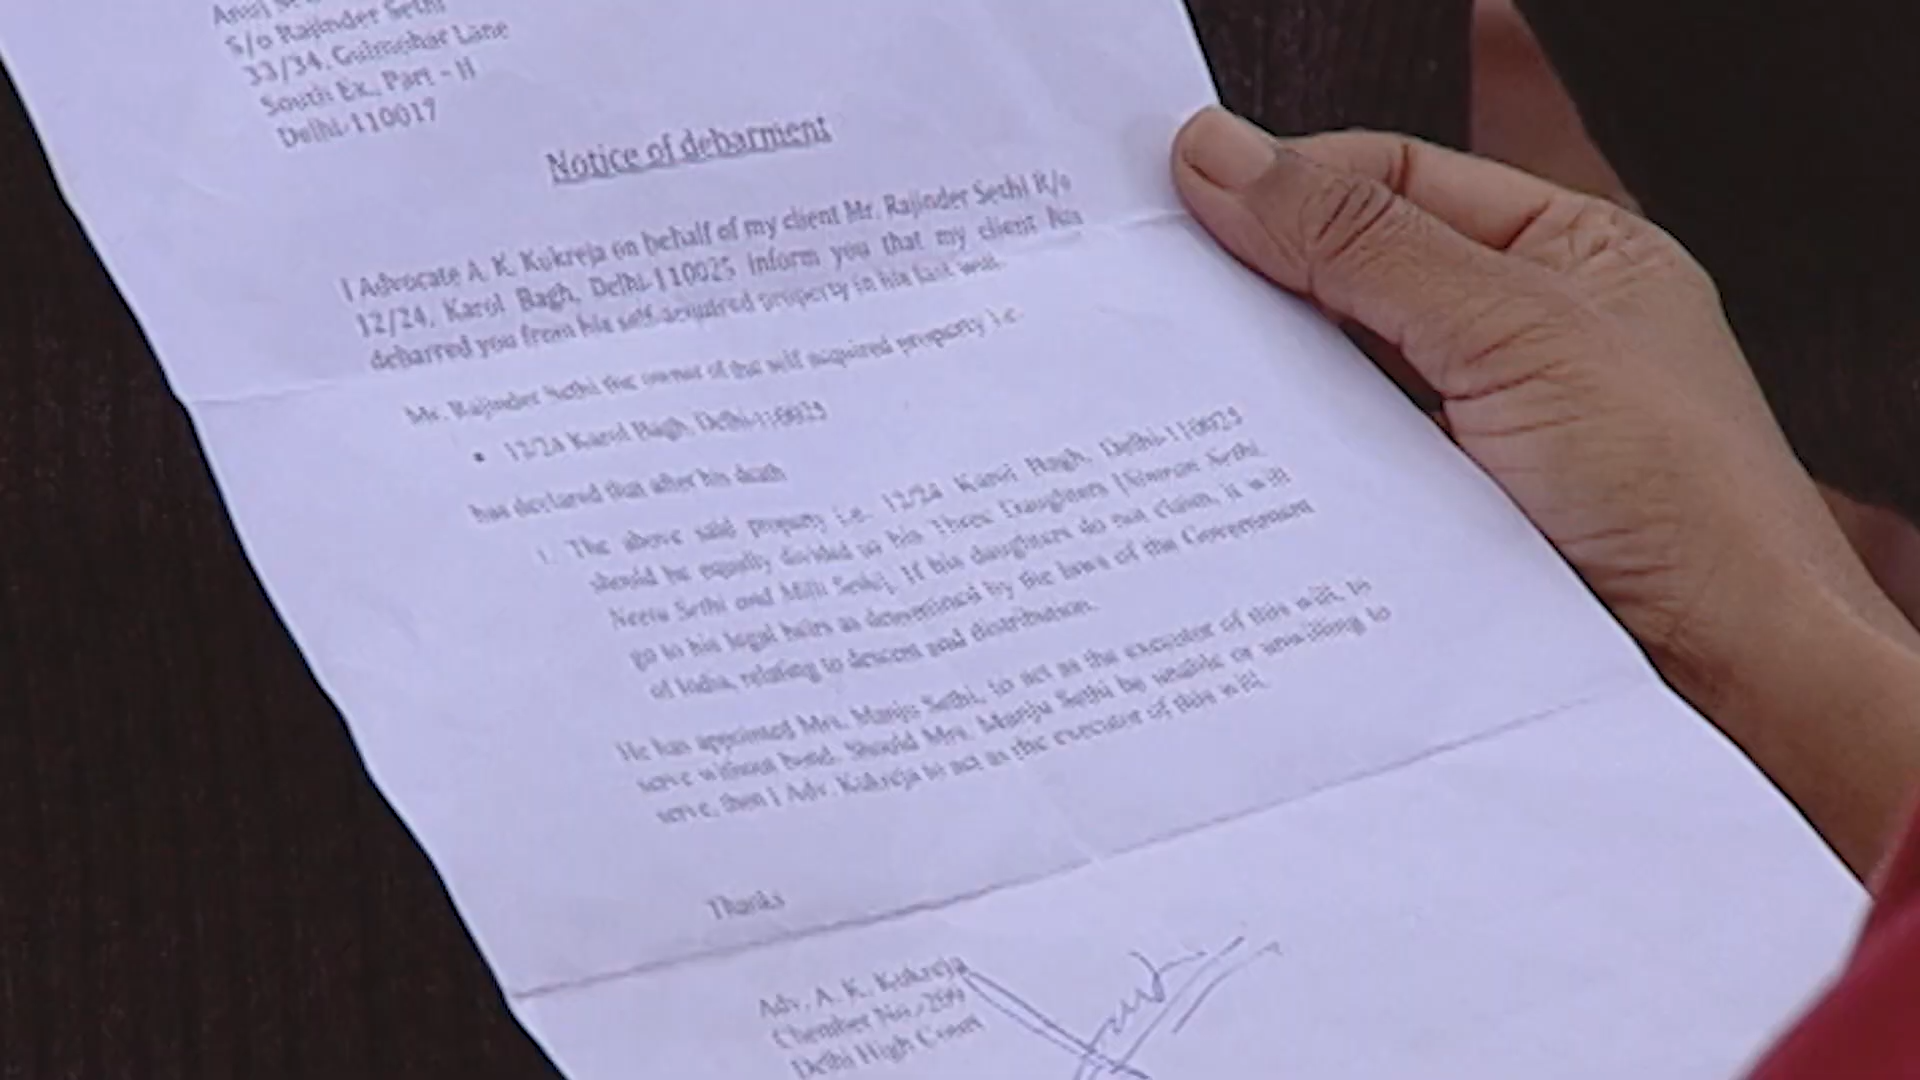 S/o Rajinder Sethi
33/34, Gulmohar Lane
South Ex, Part - II
Delhi-110017
Notice of debarment
I Advocate A. K. Kukreja on behalf of my client Mr. Rajinder Sethi R/o
12/24, Karol Bagh, Delhi-110025 inform you that my client has
debarred you from his self-acquired property in his last will.
Mr. Rajinder Sethi the owner of the self acquired property i.e.
• 12/24 Karol Bagh, Delhi-110025
has declared that after his death
1. The above said property i.e. 12/24 Karol Bagh, Delhi-110025
should be equally divided to his Three Daughters [ Sethi,
Neetu Sethi and Milli Sethi]. If his daughters do not claim, it will
go to his legal heirs as determined by the laws of the Government
of India, relating to descent and distribution.
He has appointed Mrs. Manju Sethi, to act as the executor of this will, to
serve without bond. Should Mrs. Manju Sethi be unable or unwilling to
serve, then I Adv. Kukreja to act as the executor of this will.
Thanks
Adv. A. K. Kukreja
Chember No.-299
Delhi High Court